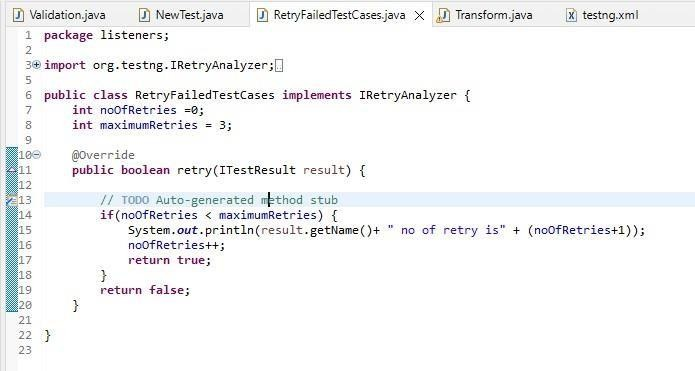 Validation.java NewTest.java RetryFailedTestCases.java Transform.java testng.xml
1 package listeners;
2
3 import org.testng.IRetryAnalyzer;
5
6 public class RetryFailedTestCases implements IRetryAnalyzer {
7 int noOfRetries =0;
8 int maximumRetries = 3;
9
10 @Override
11 public boolean retry(ITestResult result) {
12
13 // TODO Auto-generated method stub
14 if(noOfRetries < maximumRetries) {
15 System.out.println(result.getName()+ " no of retry is" + (noOfRetries+1));
16 noOfRetries++;
17 return true;
18 }
19 return false;
20 }
21
22 }
23